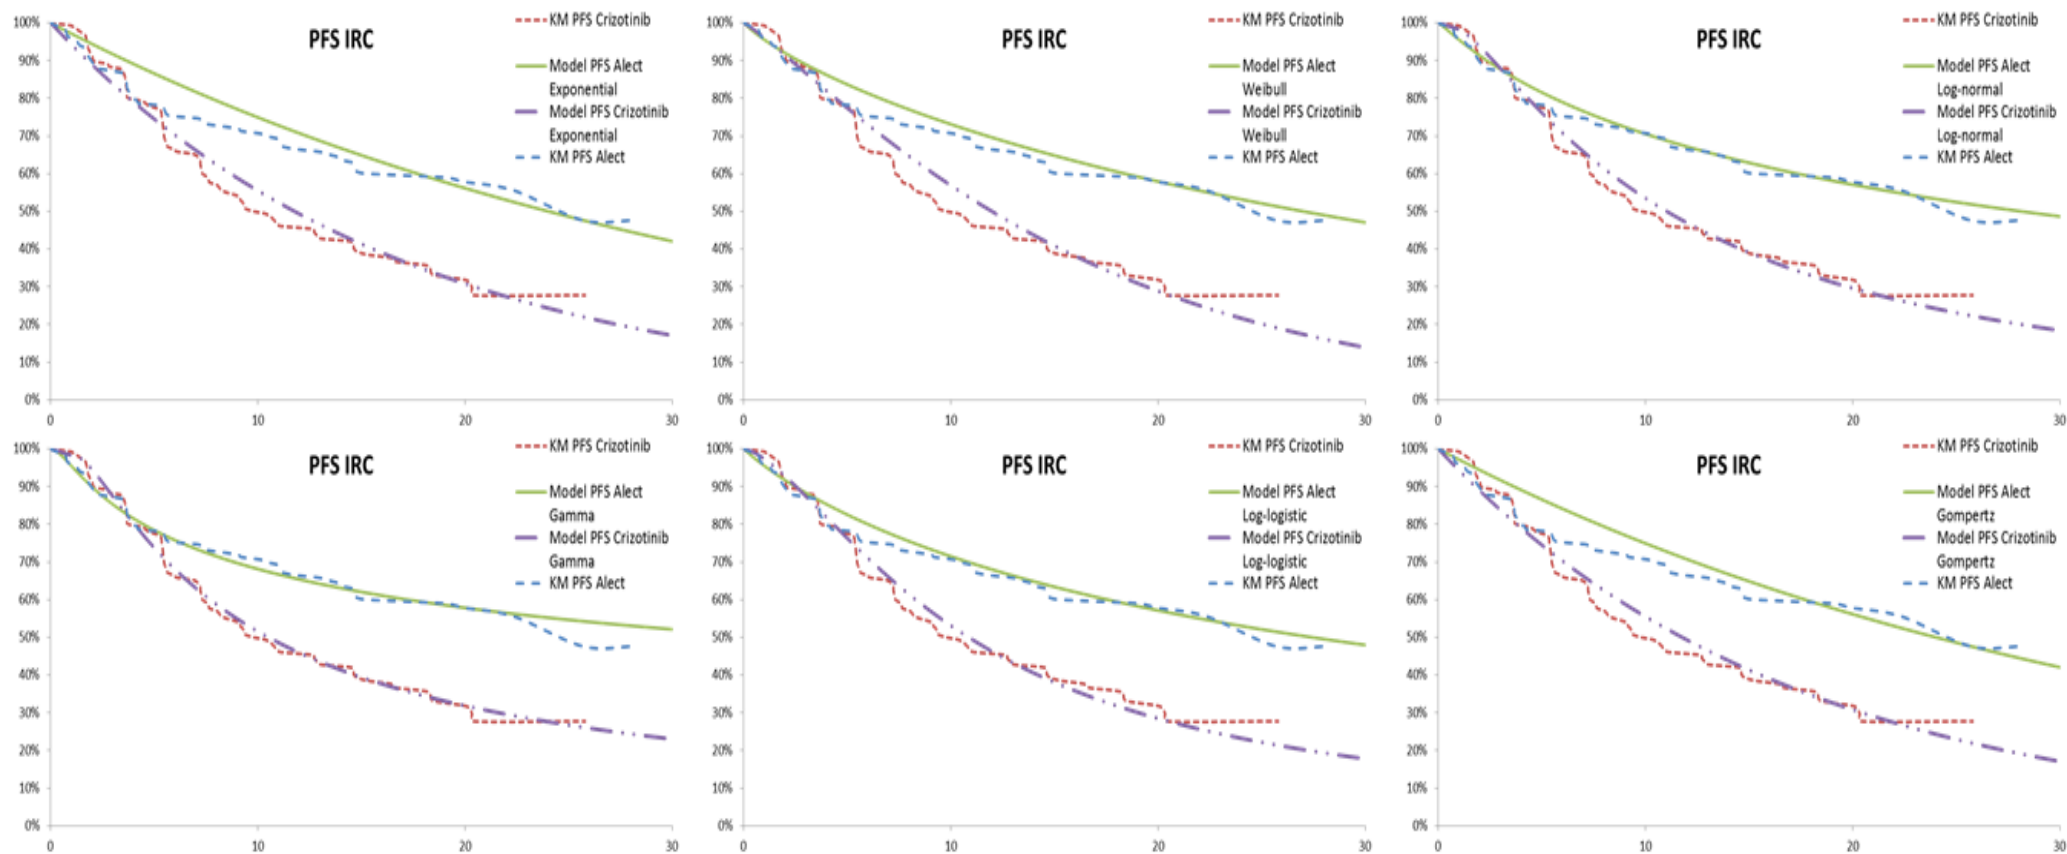 100%
90%
80%
70%
60%
50%
40%
30%
20%
10%
0%
0
10
20
30
PFS IRC
KM PFS Crizotinib
Model PFS Alect
Exponential
Model PFS Crizotinib
Exponential
KM PFS Alect
100%
90%
80%
70%
60%
50%
40%
30%
20%
10%
0%
0
10
20
30
PFS IRC
KM PFS Crizotinib
Model PFS Alect
Weibull
Model PFS Crizotinib
Weibull
KM PFS Alect
100%
90%
80%
70%
60%
50%
40%
30%
20%
10%
0%
0
10
20
30
PFS IRC
KM PFS Crizotinib
Model PFS Alect
Log-normal
Model PFS Crizotinib
Log-normal
KM PFS Alect
100%
90%
80%
70%
60%
50%
40%
30%
20%
10%
0%
0
10
20
30
PFS IRC
KM PFS Crizotinib
Model PFS Alect
Gamma
Model PFS Crizotinib
Gamma
KM PFS Alect
100%
90%
80%
70%
60%
50%
40%
30%
20%
10%
0%
0
10
20
30
PFS IRC
KM PFS Crizotinib
Model PFS Alect
Log-logistic
Model PFS Crizotinib
Log-logistic
KM PFS Alect
100%
90%
80%
70%
60%
50%
40%
30%
20%
10%
0%
0
10
20
30
PFS IRC
KM PFS Crizotinib
Model PFS Alect
Gompertz
Model PFS Crizotinib
Gompertz
KM PFS Alect